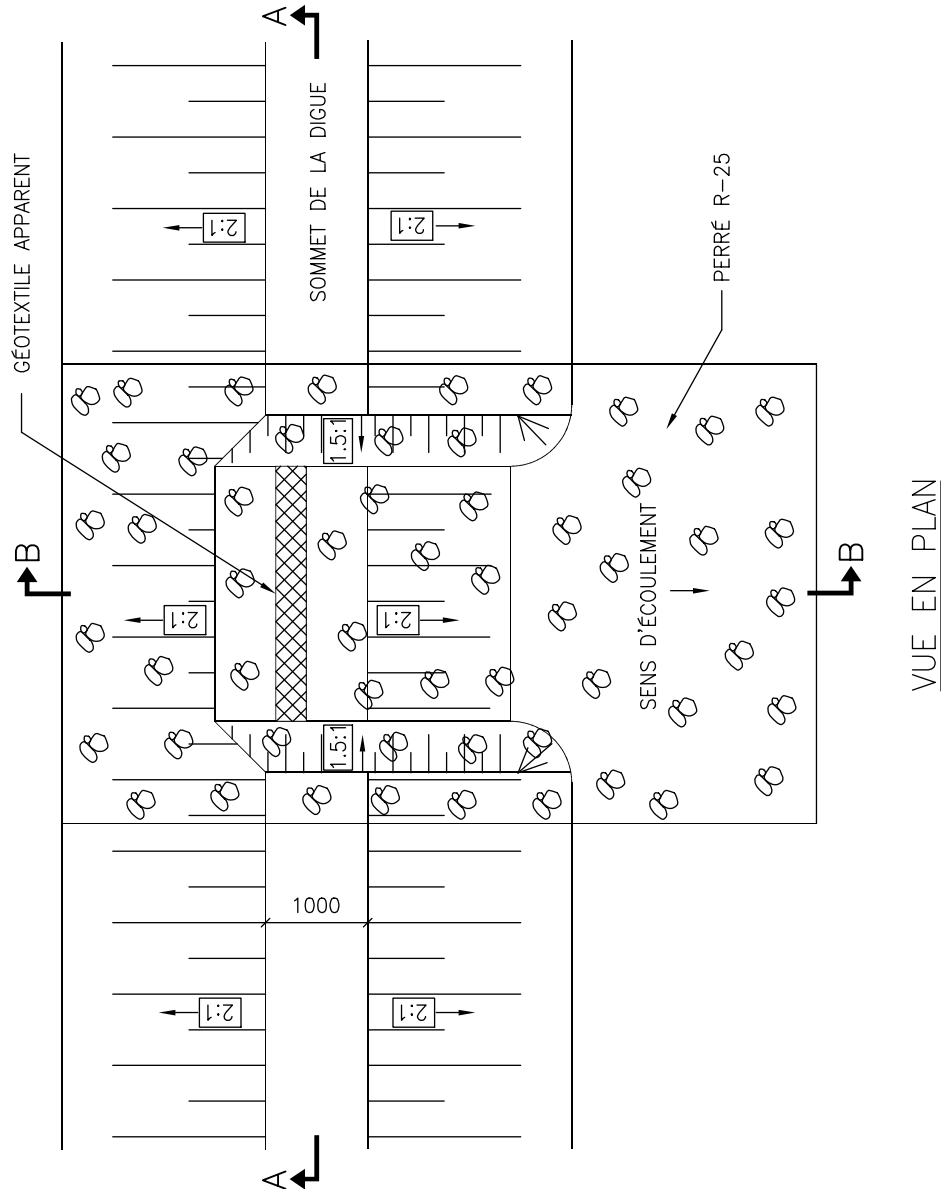 A
A
GÉOTEXTILE APPARENT
SOMMET DE LA DIGUE
2:1
2:1
PERRÉ R-25
1.5:1
B
B
2:1
2:1
SENS D'ÉCOULEMENT
1.5:1
1000
2:1
2:1
VUE EN PLAN